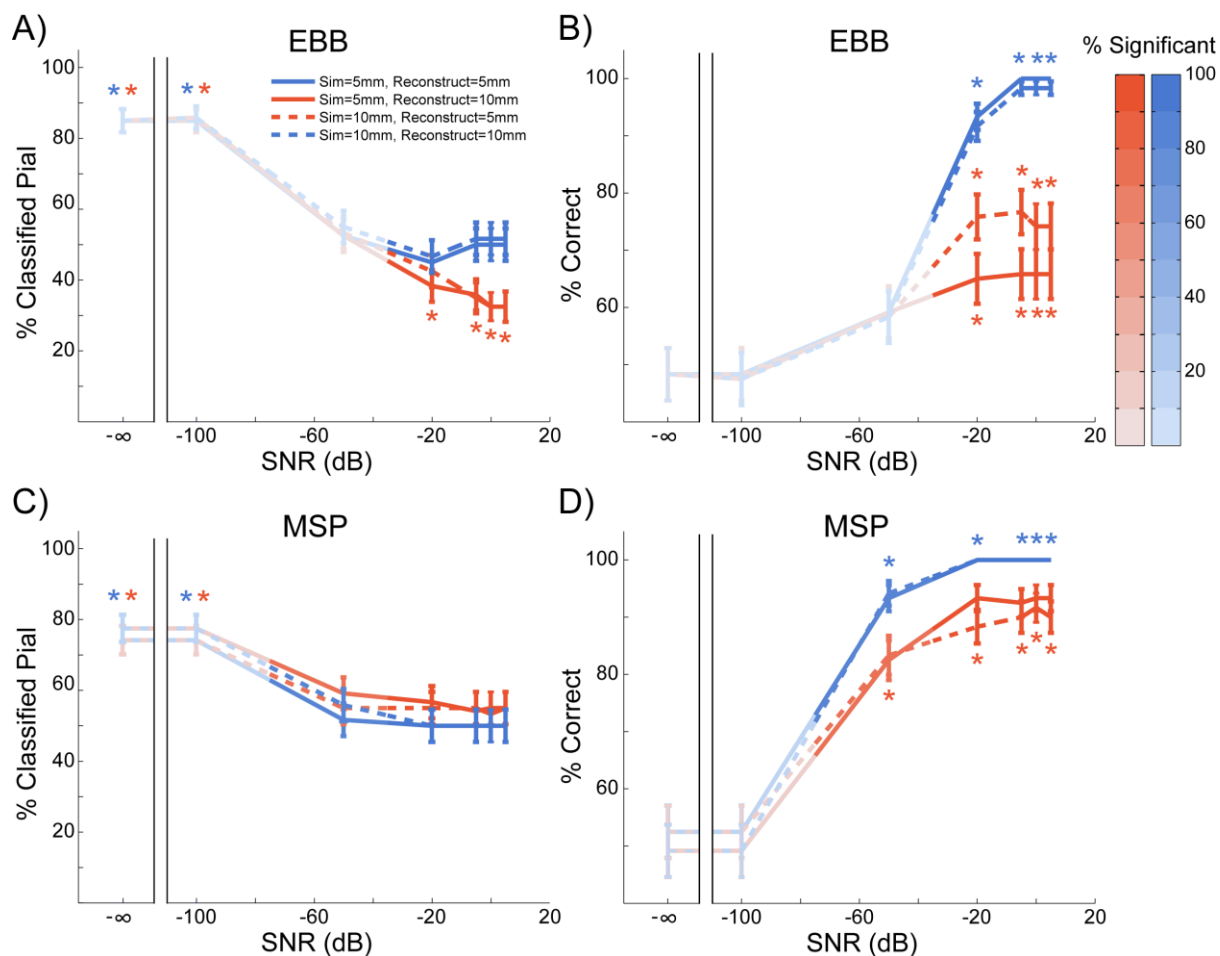 A)
EBB
% Classified Pial
100
80
60
40
20
* *
* *
Sim=5mm, Reconstruct=5mm
Sim=5mm, Reconstruct=10mm
Sim=10mm, Reconstruct=5mm
Sim=10mm, Reconstruct=10mm
* * * *
-∞ -100 -60 -20 20
SNR (dB)
B)
EBB
% Correct
100
80
60
* * * *
* * * *
* * * *
-∞ -100 -60 -20 20
SNR (dB)
% Significant
100
80
60
40
20
C)
MSP
% Classified Pial
100
80
60
40
20
* *
* *
-∞ -100 -60 -20 20
SNR (dB)
D)
MSP
% Correct
100
80
60
* * * * *
* * * * *
-∞ -100 -60 -20 20
SNR (dB)